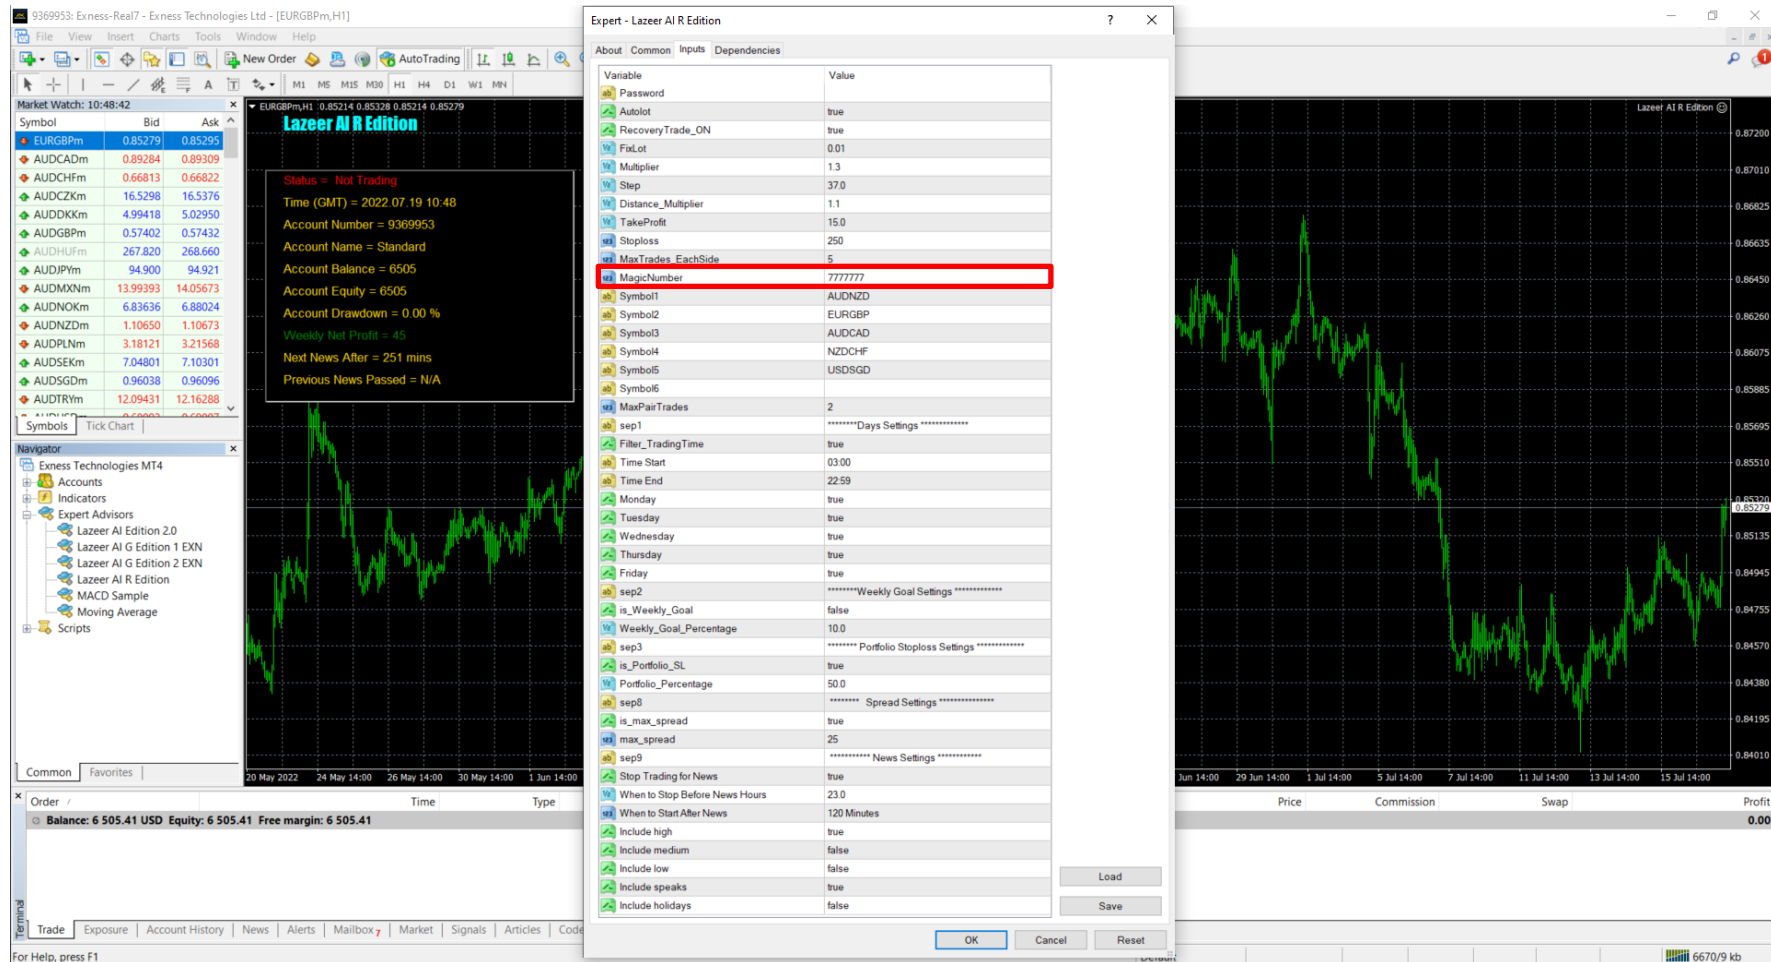 9369953: Exness-Real7 - Exness Technologies Ltd - [EURGBPm,H1]
File View Insert Charts Tools Window Help
New Order AutoTrading
A T M1 M5 M15 M30 H1 H4 D1 W1 MN
Market Watch: 10:48:42
Symbol Bid Ask
EURGBPm 0.85279 0.85295
AUDCADm 0.89284 0.89309
AUDCHFm 0.66813 0.66822
AUDCZKm 16.5298 16.5376
AUDDKKm 4.99418 5.02950
AUDGBPm 0.57402 0.57432
AUDHUFm 267.820 268.660
AUDJPYm 94.900 94.921
AUDMXNm 13.99393 14.05673
AUDNOKm 6.83636 6.88024
AUDNZDm 1.10650 1.10673
AUDPLNm 3.18121 3.21568
AUDSEKm 7.04801 7.10301
AUDSGDm 0.96038 0.96096
AUDTRYm 12.09431 12.16288
Symbols Tick Chart
Navigator
Exness Technologies MT4
Accounts
Indicators
Expert Advisors
Lazeer AI Edition 2.0
Lazeer AI G Edition 1 EXN
Lazeer AI G Edition 2 EXN
Lazeer AI R Edition
MACD Sample
Moving Average
Scripts
Common Favorites
EURGBPm,H1 0.85214 0.85328 0.85214 0.85279
Lazeer AI R Edition
Status = Not Trading
Time (GMT) = 2022.07.19 10:48
Account Number = 9369953
Account Name = Standard
Account Balance = 6505
Account Equity = 6505
Account Drawdown = 0.00 %
Weekly Net Profit = 45
Next News After = 251 mins
Previous News Passed = N/A
20 May 2022 24 May 14:00 26 May 14:00 30 May 14:00 1 Jun 14:00
Expert - Lazeer AI R Edition ?
About Common Inputs Dependencies
Variable Value
Password
Autolot true
RecoveryTrade_ON true
FixLot 0.01
Multiplier 1.3
Step 37.0
Distance_Multiplier 1.1
TakeProfit 15.0
Stoploss 250
MaxTrades_EachSide 5
MagicNumber 7777777
Symbol1 AUDNZD
Symbol2 EURGBP
Symbol3 AUDCAD
Symbol4 NZDCHF
Symbol5 USDSGD
Symbol6
MaxPairTrades 2
sep1 ********Days Settings *************
Filter_TradingTime true
Time Start 03:00
Time End 22:59
Monday true
Tuesday true
Wednesday true
Thursday true
Friday true
sep2 ********Weekly Goal Settings *************
is_Weekly_Goal false
Weekly_Goal_Percentage 10.0
sep3 ******** Portfolio Stoploss Settings *************
is_Portfolio_SL true
Portfolio_Percentage 50.0
sep8 ******** Spread Settings ***************
is_max_spread true
max_spread 25
sep9 *********** News Settings ************
Stop Trading for News true
When to Stop Before News Hours 23.0
When to Start After News 120 Minutes
Include high true
Include medium false
Include low false
Include speaks true
Include holidays false
Load
Save
OK Cancel Reset
Lazeer AI R Edition
0.87200
0.87010
0.86825
0.86635
0.86450
0.86260
0.86075
0.85885
0.85695
0.85510
0.85320
0.85279
0.85135
0.84945
0.84755
0.84570
0.84380
0.84195
0.84010
Jun 14:00 29 Jun 14:00 1 Jul 14:00 5 Jul 14:00 7 Jul 14:00 11 Jul 14:00 13 Jul 14:00 15 Jul 14:00
Order / Time Type Price Commission Swap Profit
Balance: 6 505.41 USD Equity: 6 505.41 Free margin: 6 505.41 0.00
Terminal
Trade Exposure Account History News Alerts Mailbox 7 Market Signals Articles Code
For Help, press F1 6670/9 kb